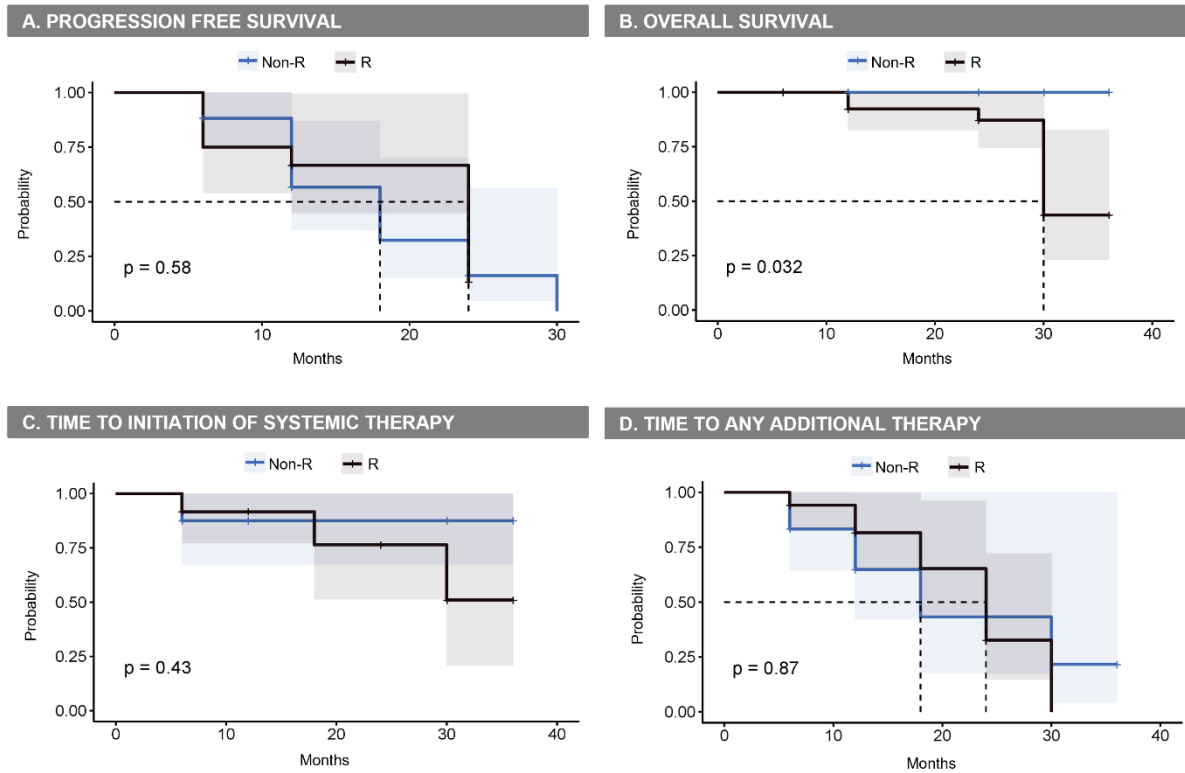 A. PROGRESSION FREE SURVIVAL
Non-R R
1.00
0.75
0.50
0.25
0.00
Probability
p = 0.58
0 10 20 30
Months
B. OVERALL SURVIVAL
Non-R R
1.00
0.75
0.50
0.25
0.00
Probability
p = 0.032
0 10 20 30 40
Months
C. TIME TO INITIATION OF SYSTEMIC THERAPY
Non-R R
1.00
0.75
0.50
0.25
0.00
Probability
p = 0.43
0 10 20 30 40
Months
D. TIME TO ANY ADDITIONAL THERAPY
Non-R R
1.00
0.75
0.50
0.25
0.00
Probability
p = 0.87
0 10 20 30 40
Months